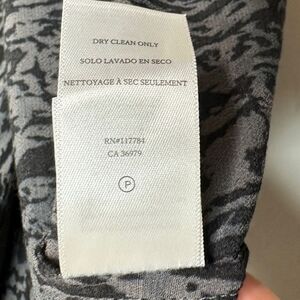 DRY CLEAN ONLY
SOLO LAVADO EN SECO
NETTOYAGE À SEC SEULEMENT
RN#117784
CA 36979
P